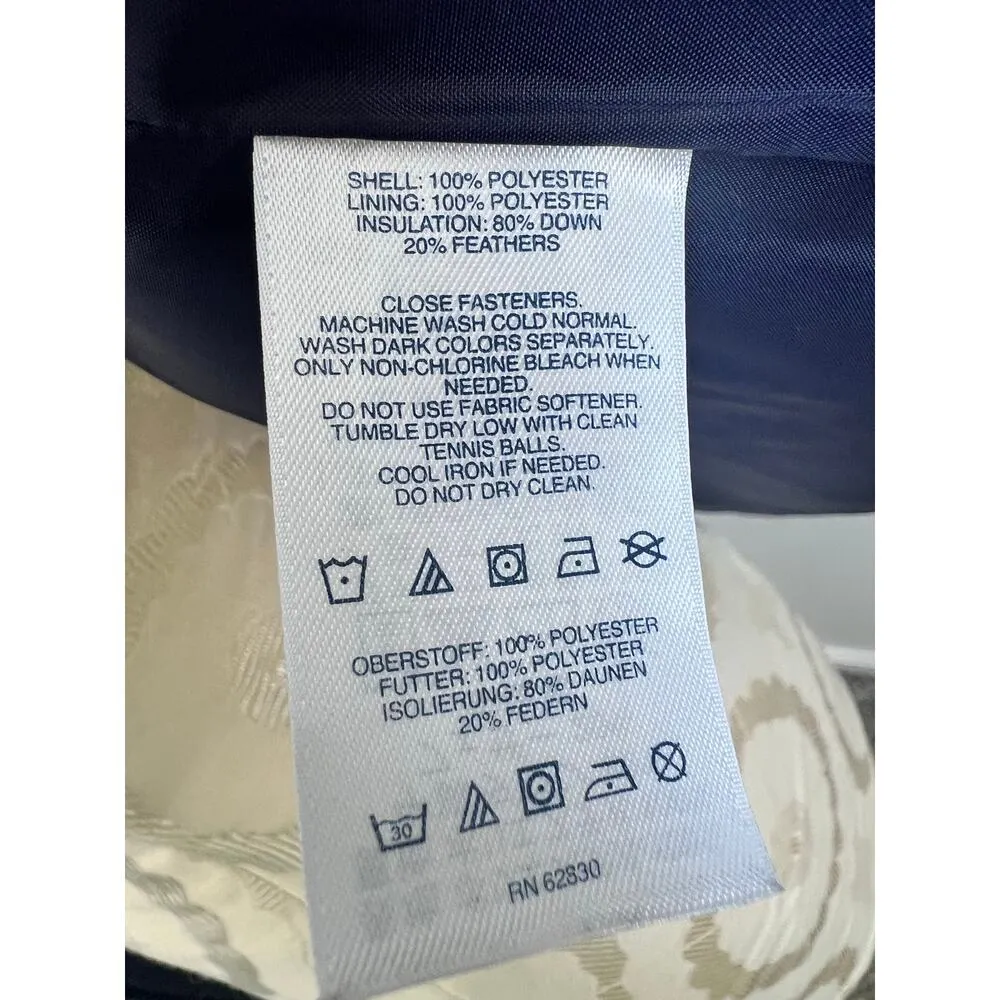 SHELL: 100% POLYESTER
LINING: 100% POLYESTER
INSULATION: 80% DOWN
20% FEATHERS
CLOSE FASTENERS.
MACHINE WASH COLD NORMAL.
WASH DARK COLORS SEPARATELY.
ONLY NON-CHLORINE BLEACH WHEN
NEEDED.
DO NOT USE FABRIC SOFTENER.
TUMBLE DRY LOW WITH CLEAN
TENNIS BALLS.
COOL IRON IF NEEDED.
DO NOT DRY CLEAN.
OBERSTOFF: 100% POLYESTER
FUTTER: 100% POLYESTER
ISOLIERUNG: 80% DAUNEN
20% FEDERN
30
RN 62830